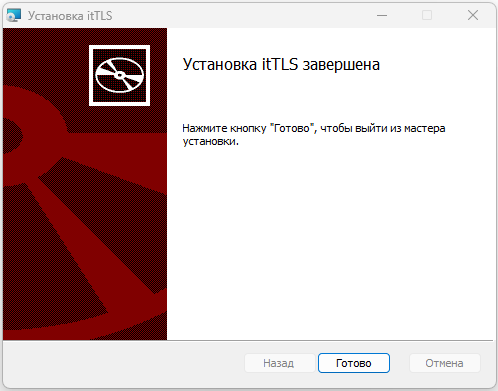 Установка itTLS
Установка itTLS завершена
Нажмите кнопку "Готово", чтобы выйти из мастера
установки.
Назад
Готово
Отмена